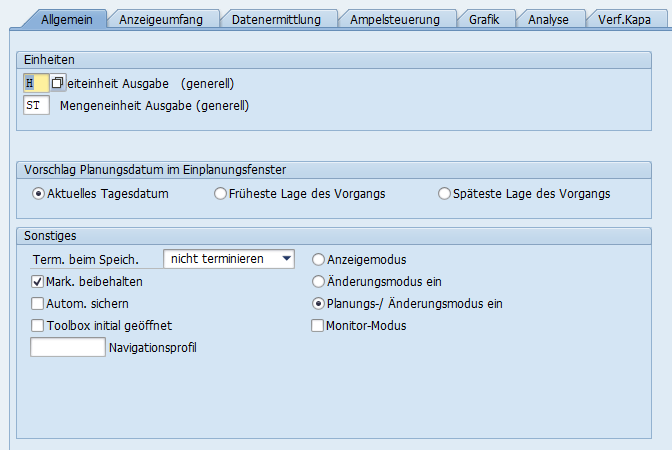 Allgemein Anzeigeumfang Datenermittlung Ampelsteuerung Grafik Analyse Verf.Kapa
Einheiten
H eiteinheit Ausgabe (generell)
ST Mengeneinheit Ausgabe (generell)
Vorschlag Planungsdatum im Einplanungsfenster
Aktuelles Tagesdatum Früheste Lage des Vorgangs Späteste Lage des Vorgangs
Sonstiges
Term. beim Speich. nicht terminieren Anzeigemodus
Mark. beibehalten Änderungsmodus ein
Autom. sichern Planungs-/ Änderungsmodus ein
Toolbox initial geöffnet Monitor-Modus
Navigationsprofil